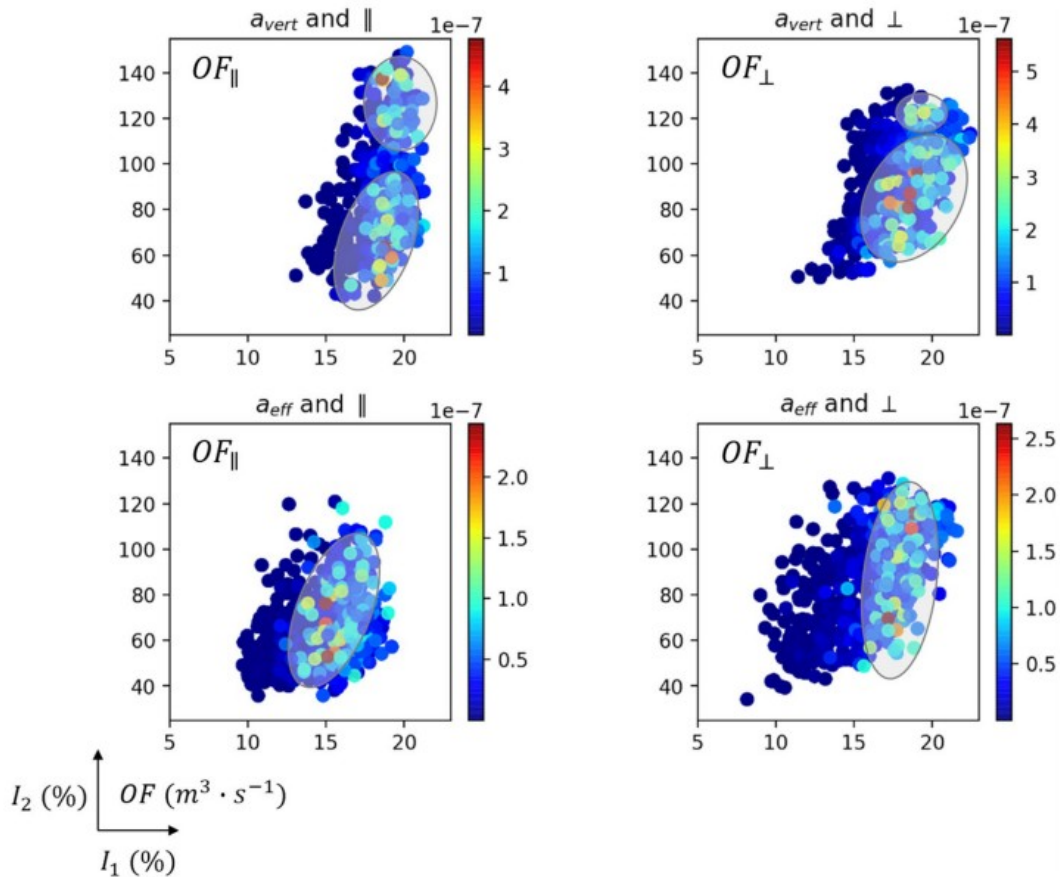 a_vert and ∥
1e−7
OF_∥
140
120
100
80
60
40
5 10 15 20
4
3
2
1
a_vert and ⊥
1e−7
OF_⊥
140
120
100
80
60
40
5 10 15 20
5
4
3
2
1
a_eff and ∥
1e−7
OF_∥
140
120
100
80
60
40
5 10 15 20
2.0
1.5
1.0
0.5
a_eff and ⊥
1e−7
OF_⊥
140
120
100
80
60
40
5 10 15 20
2.5
2.0
1.5
1.0
0.5
I_2 (%)
OF (m^3 · s^−1)
I_1 (%)